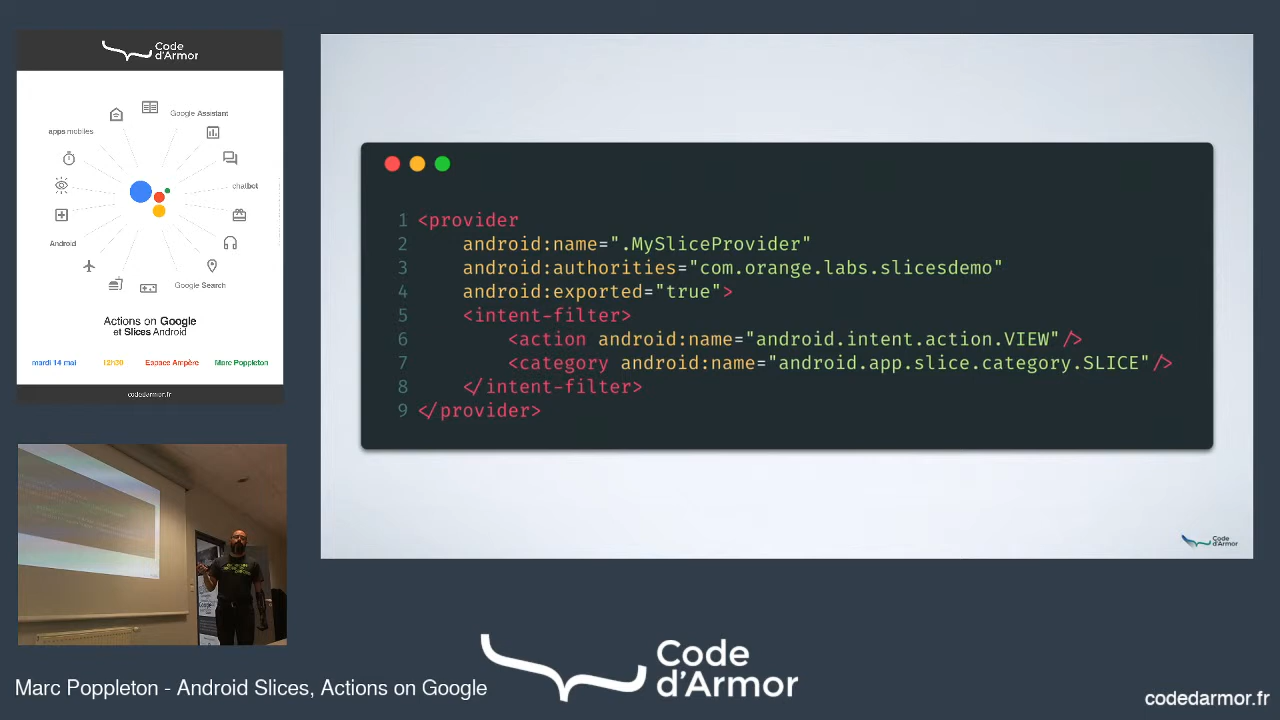 Code
d'Armor
Google Assistant
apps mobiles
chatbot
Android
Google Search
Actions on Google
et Slices Android
mardi 14 mai
12h30
Espace Ampère
Marc Poppleton
codedarmor.fr
1 <provider
2 android:name=".MySliceProvider"
3 android:authorities="com.orange.labs.slicesdemo"
4 android:exported="true">
5 <intent-filter>
6 <action android:name="android.intent.action.VIEW"/>
7 <category android:name="android.app.slice.category.SLICE"/>
8 </intent-filter>
9 </provider>
Code
d'Armor
Marc Poppleton - Android Slices, Actions on Google
Code
d'Armor
codedarmor.fr